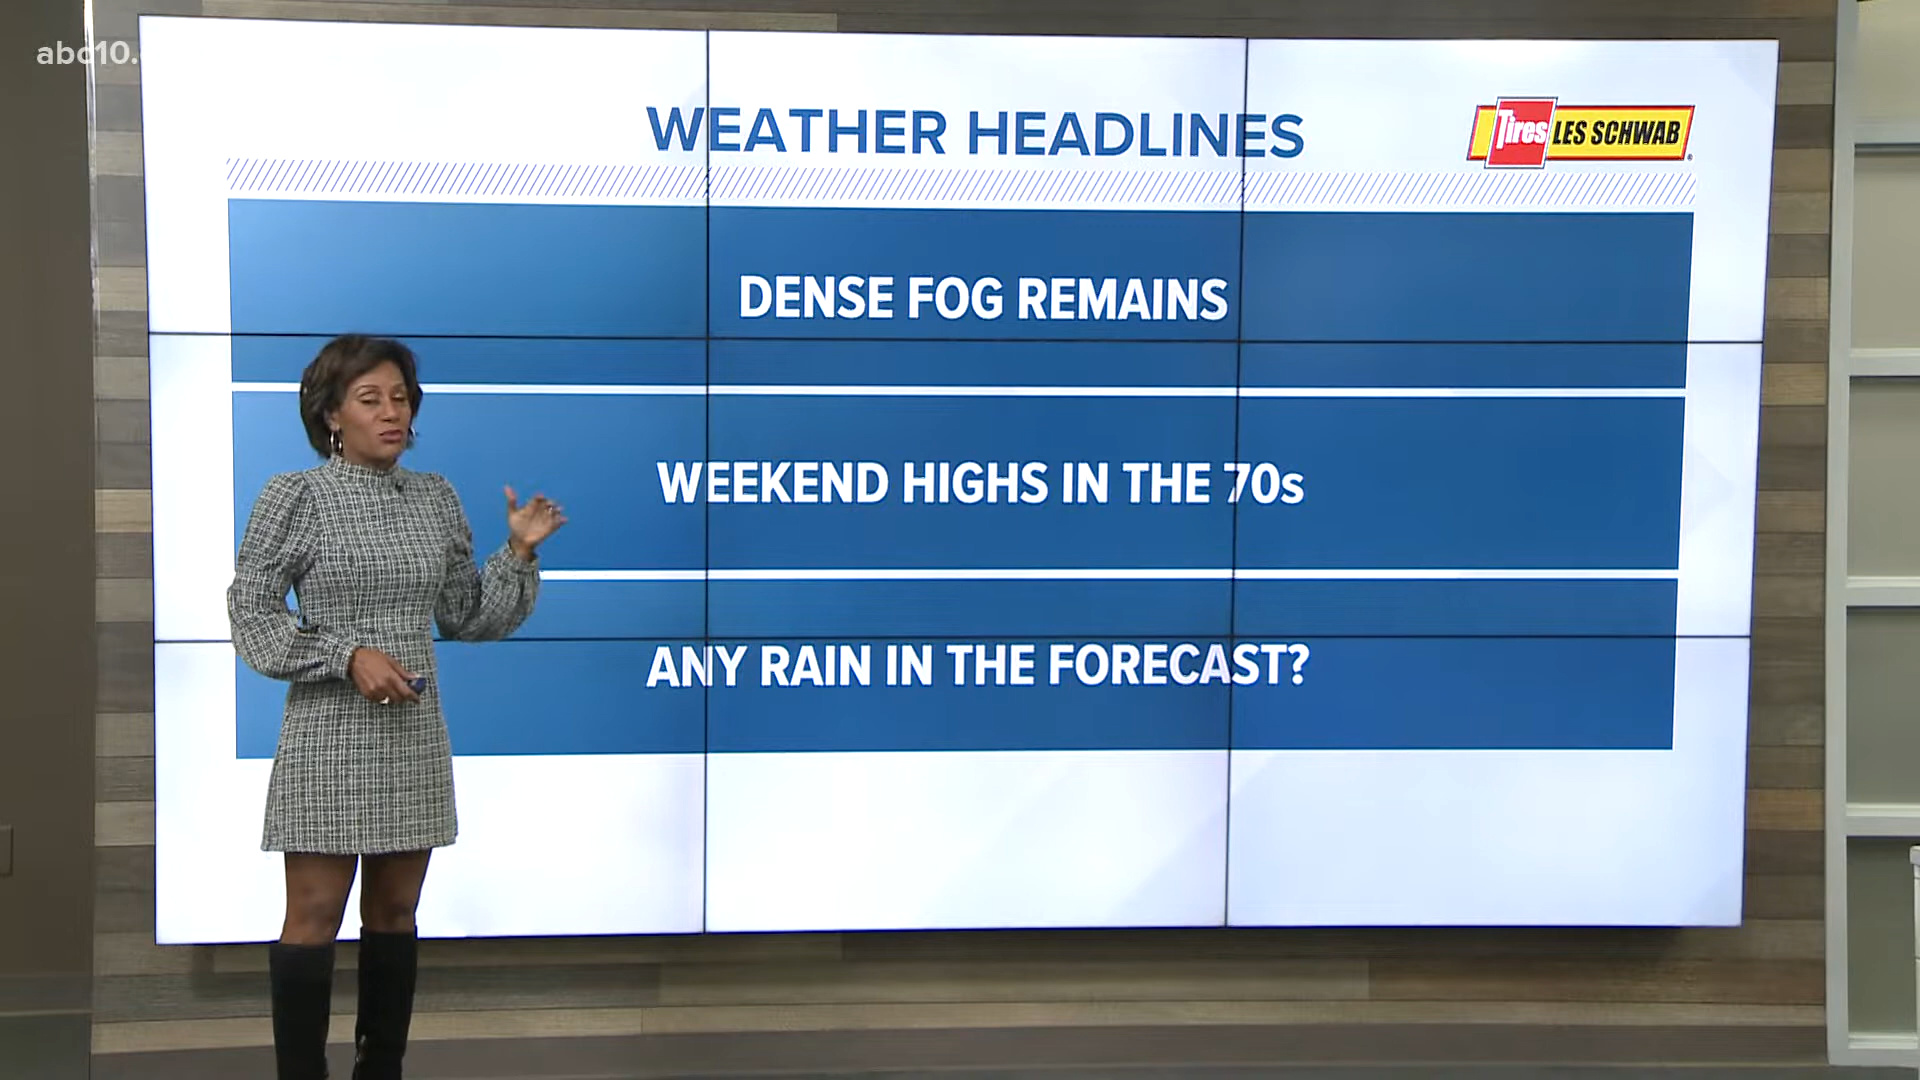 abc10.
WEATHER HEADLINES
Tires LES SCHWAB
DENSE FOG REMAINS
WEEKEND HIGHS IN THE 70s
ANY RAIN IN THE FORECAST?